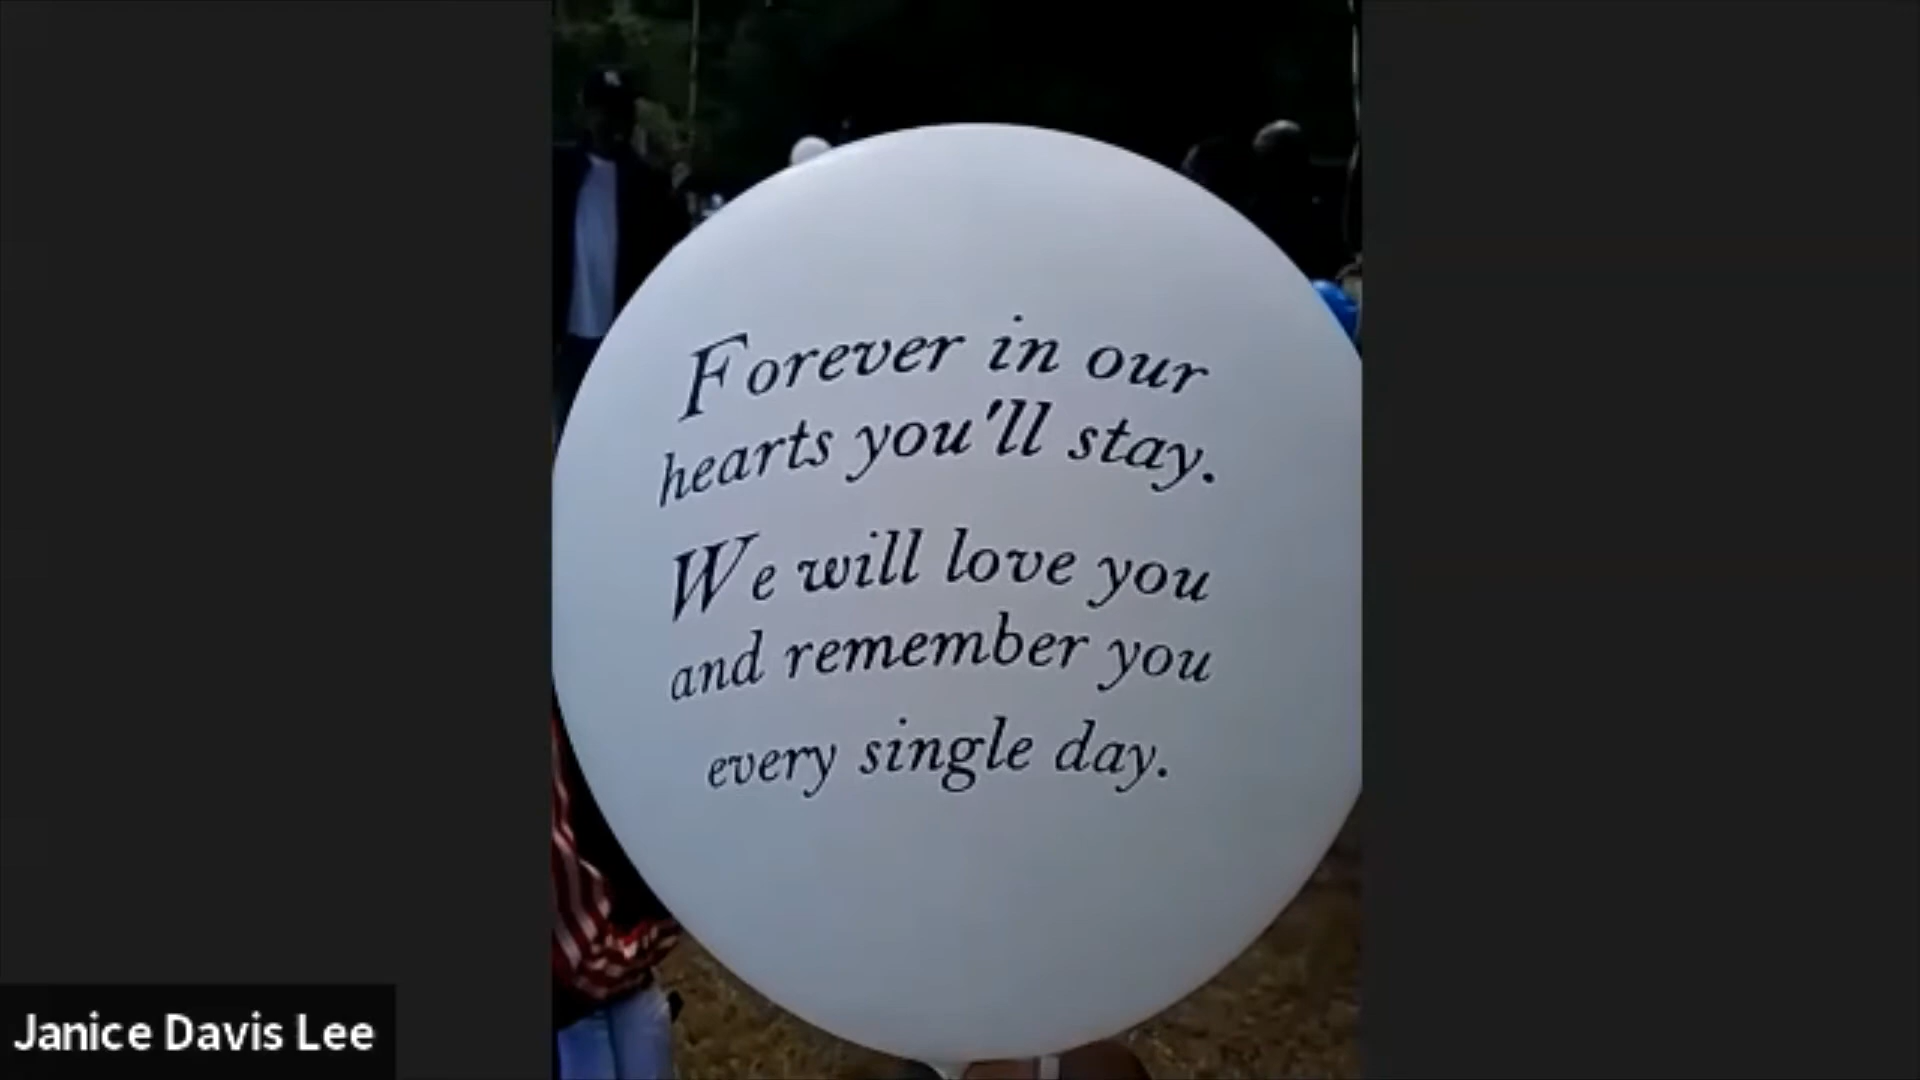 Forever in our
hearts you'll stay.
We will love you
and remember you
every single day.
Janice Davis Lee